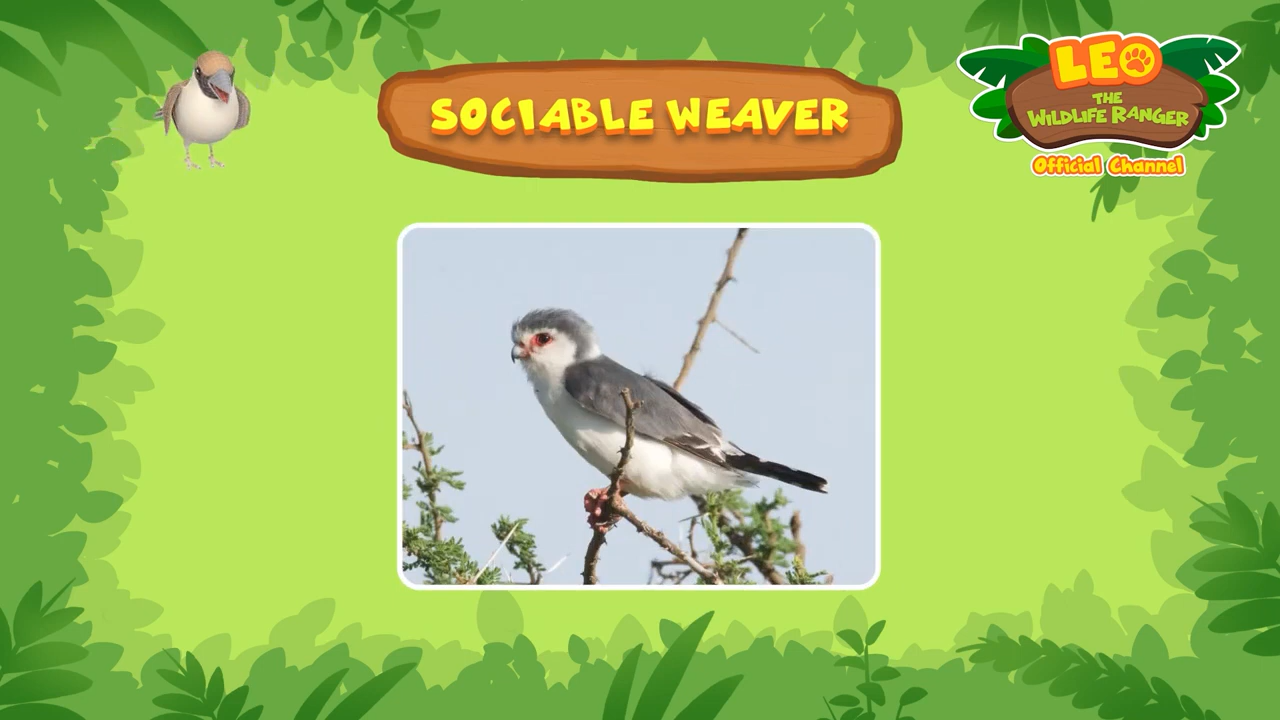 SOCIABLE WEAVER
LEO
THE
WILDLIFE RANGER
Official Channel